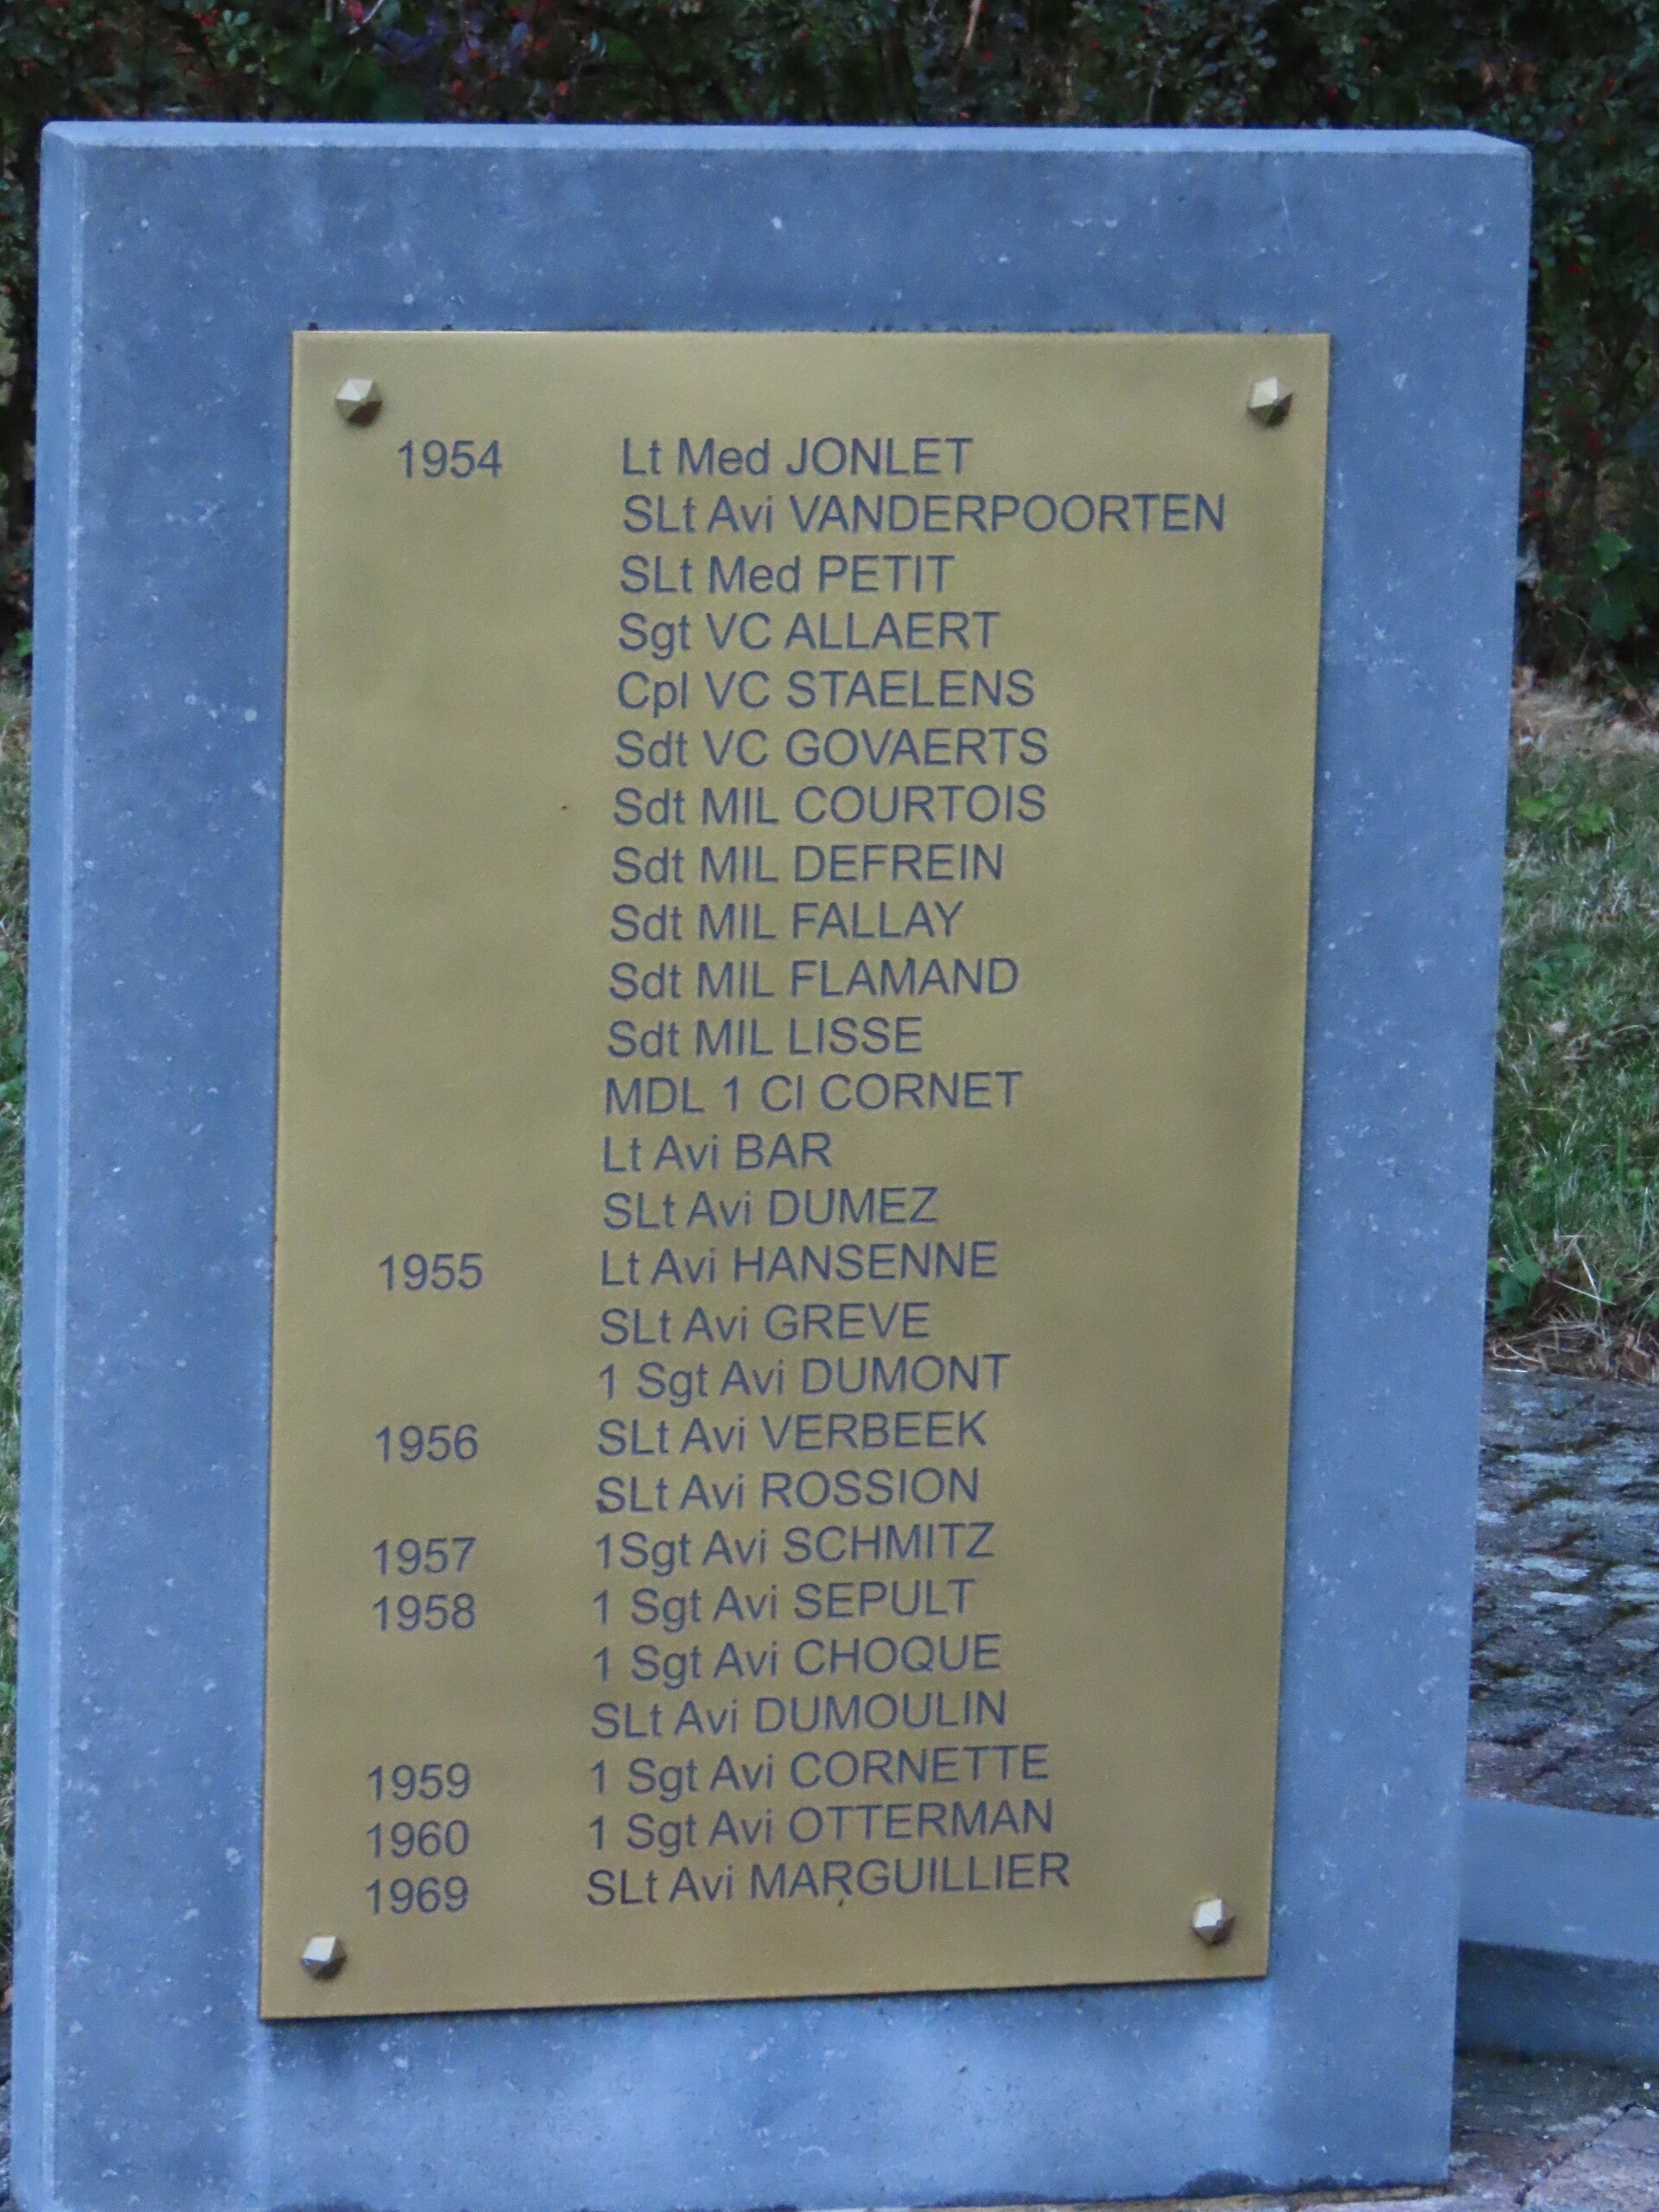 1954 Lt Med JONLET
SLt Avi VANDERPOORTEN
SLt Med PETIT
Sgt VC ALLAERT
Cpl VC STAELENS
Sdt VC GOVAERTS
Sdt MIL COURTOIS
Sdt MIL DEFREIN
Sdt MIL FALLAY
Sdt MIL FLAMAND
Sdt MIL LISSE
MDL 1 Cl CORNET
Lt Avi BAR
SLt Avi DUMEZ
1955 Lt Avi HANSENNE
SLt Avi GREVE
1 Sgt Avi DUMONT
1956 SLt Avi VERBEEK
SLt Avi ROSSION
1957 1Sgt Avi SCHMITZ
1958 1 Sgt Avi SEPULT
1 Sgt Avi CHOQUE
SLt Avi DUMOULIN
1959 1 Sgt Avi CORNETTE
1960 1 Sgt Avi OTTERMAN
1969 SLt Avi MARGUILLIER